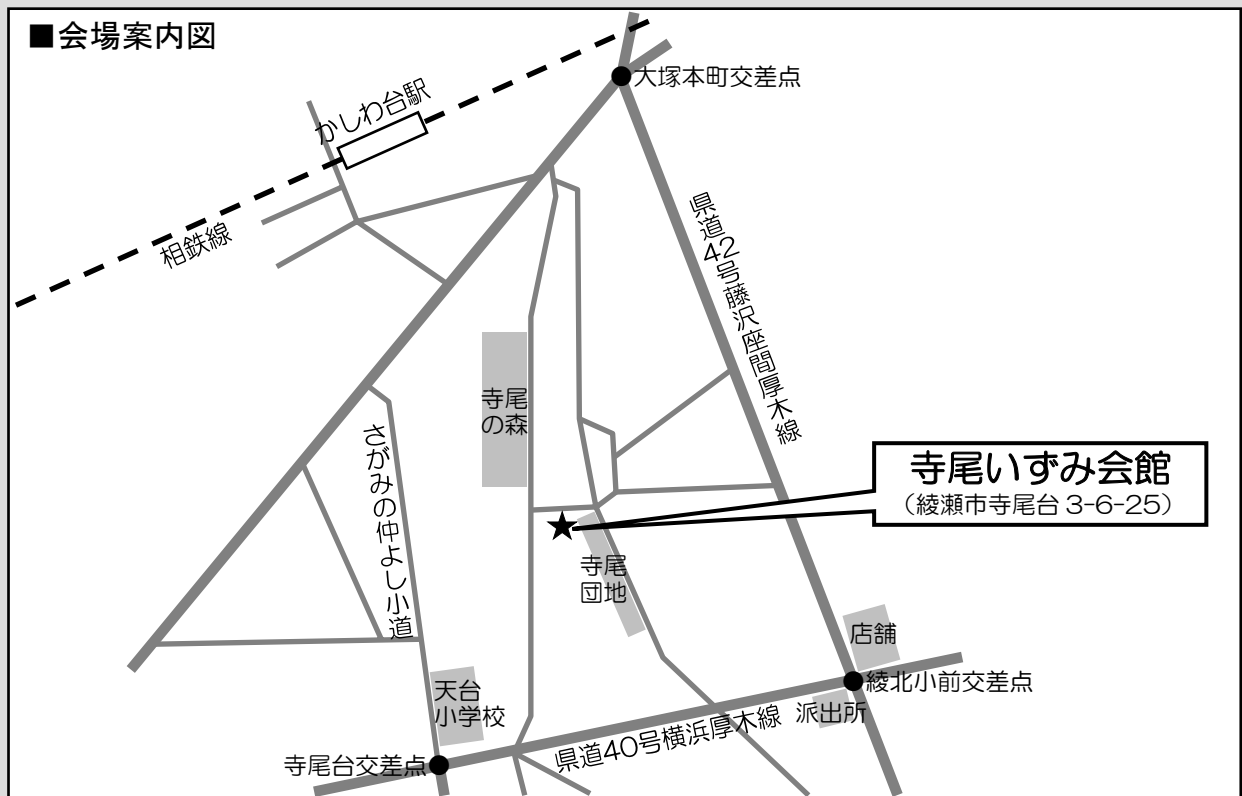 ■会場案内図
大塚本町交差点
かしわ台駅
相鉄線
県道42号藤沢座間厚木線
寺尾
の森
さがみの仲よし小道
寺尾いずみ会館
（綾瀬市寺尾台 3-6-25）
寺尾
団地
店舗
綾北小前交差点
派出所
天台
小学校
県道40号横浜厚木線
寺尾台交差点